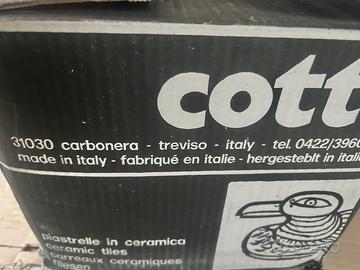 cott
31030 carbonera - treviso - italy - tel. 0422/3960
made in italy - fabriqué en italie - hergesteblt in itali
piastrelle in ceramica
ceramic tiles
carreaux ceramiques
fliesen